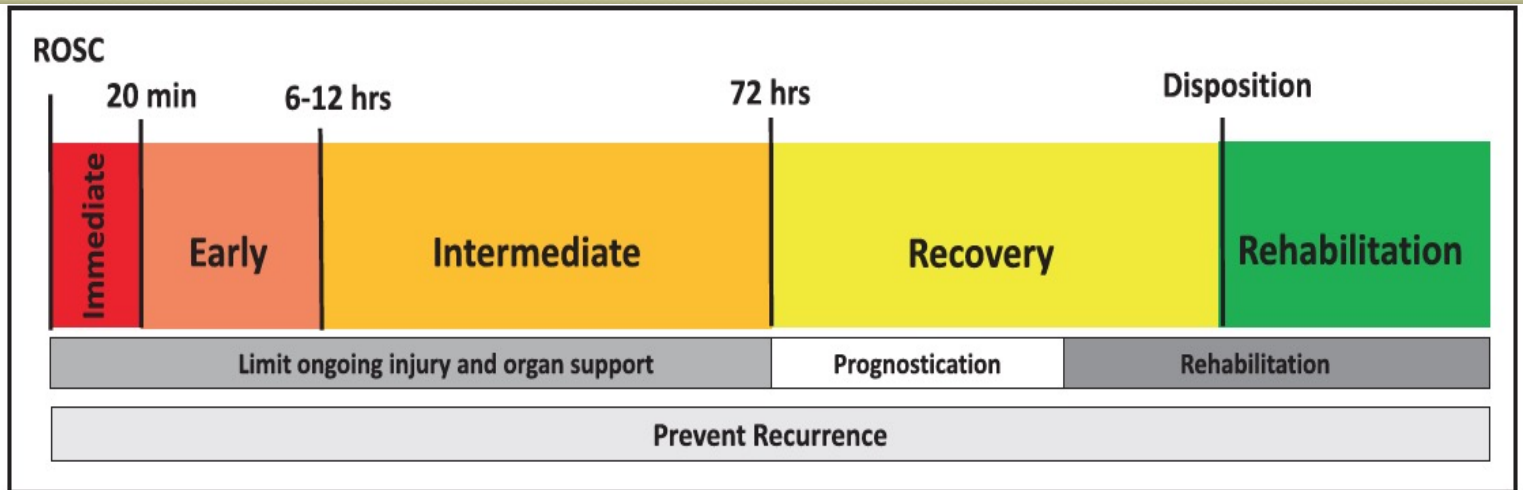 ROSC
20 min
6-12 hrs
72 hrs
Disposition
Immediate
Early
Intermediate
Recovery
Rehabilitation
Limit ongoing injury and organ support
Prognostication
Rehabilitation
Prevent Recurrence